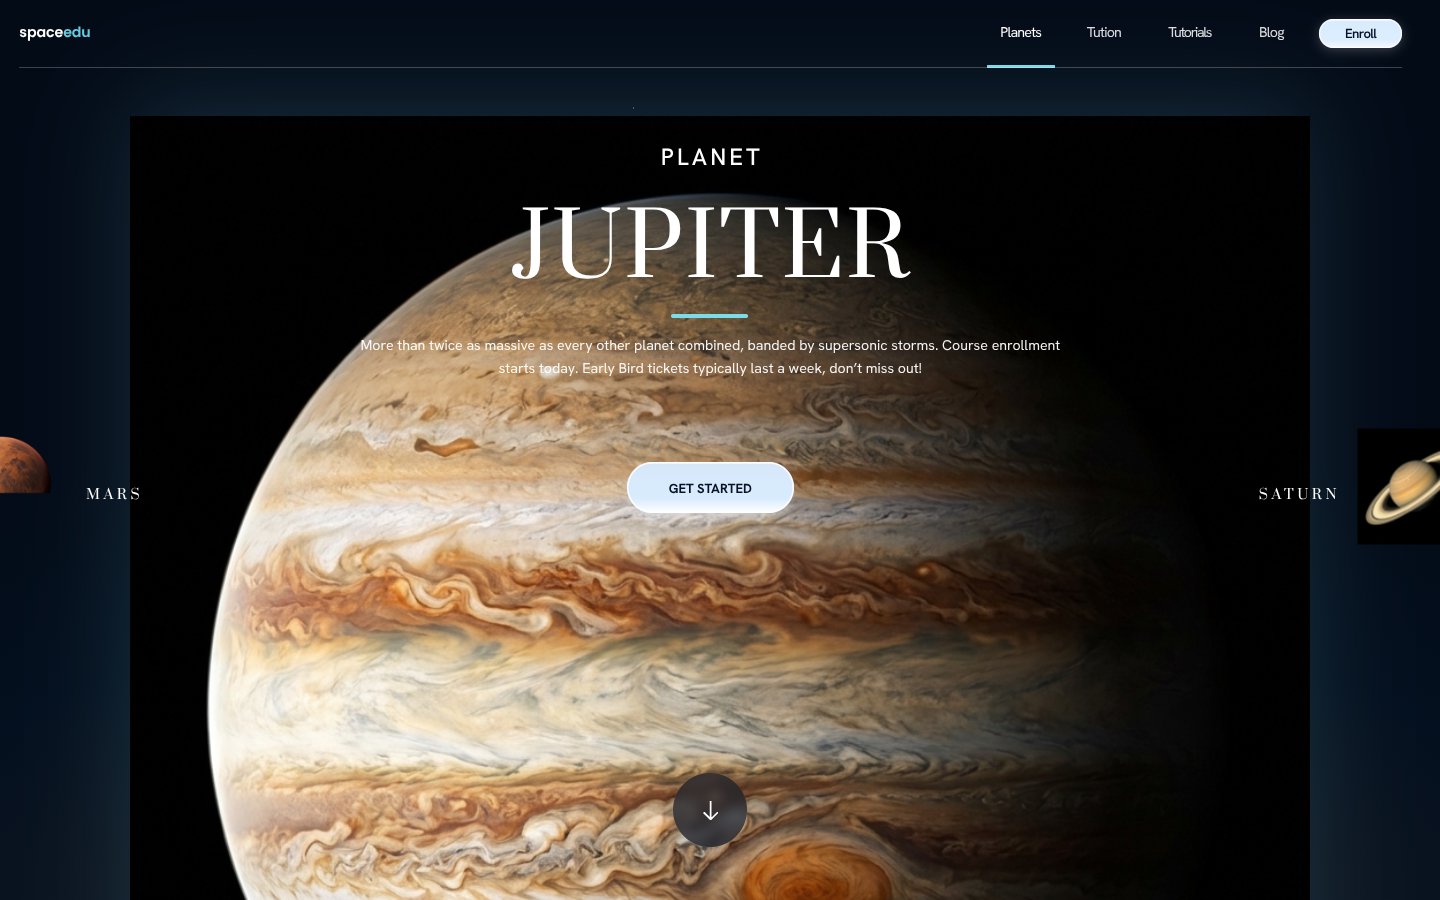 spaceedu
Planets
Tution
Tutorials
Blog
Enroll
PLANET
JUPITER
More than twice as massive as every other planet combined, banded by supersonic storms. Course enrollment
starts today. Early Bird tickets typically last a week, don’t miss out!
MARS
GET STARTED
SATURN